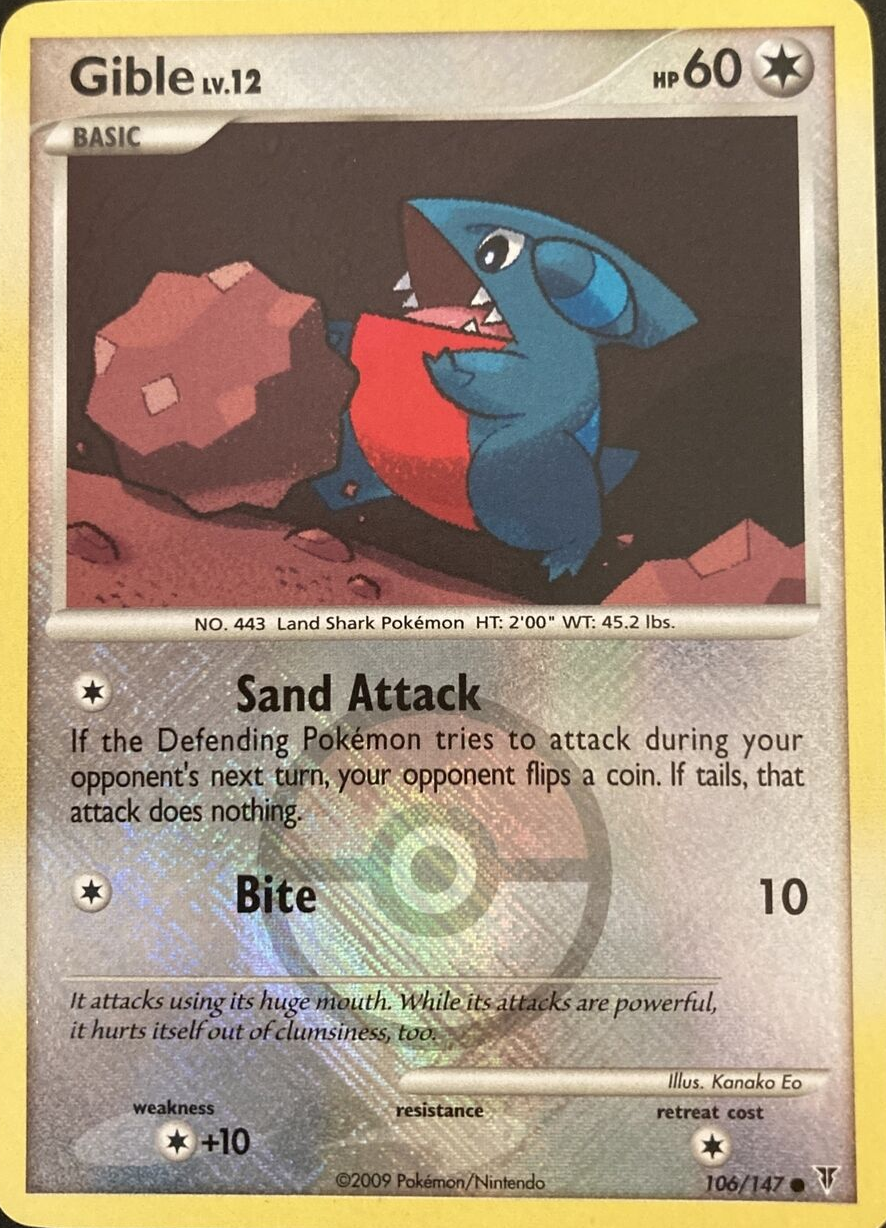 Gible LV.12 HP 60
BASIC
NO. 443 Land Shark Pokémon HT: 2'00" WT: 45.2 lbs.
Sand Attack
If the Defending Pokémon tries to attack during your
opponent's next turn, your opponent flips a coin. If tails, that
attack does nothing.
Bite 10
It attacks using its huge mouth. While its attacks are powerful,
it hurts itself out of clumsiness, too.
Illus. Kanako Eo
weakness resistance retreat cost
+10
©2009 Pokémon/Nintendo 106/147